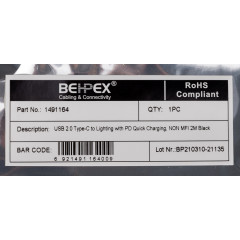 BEHPEX®
Cabling & Connectivity
RoHS
Compliant
Part No.: 1491164
QTY: 1PC
Description: USB 2.0 Type-C to Lighting with PD Quick Charging, NON MFI 2M Black
BAR CODE:
6 921491 164009
Lot Nr.:BP210310-21135